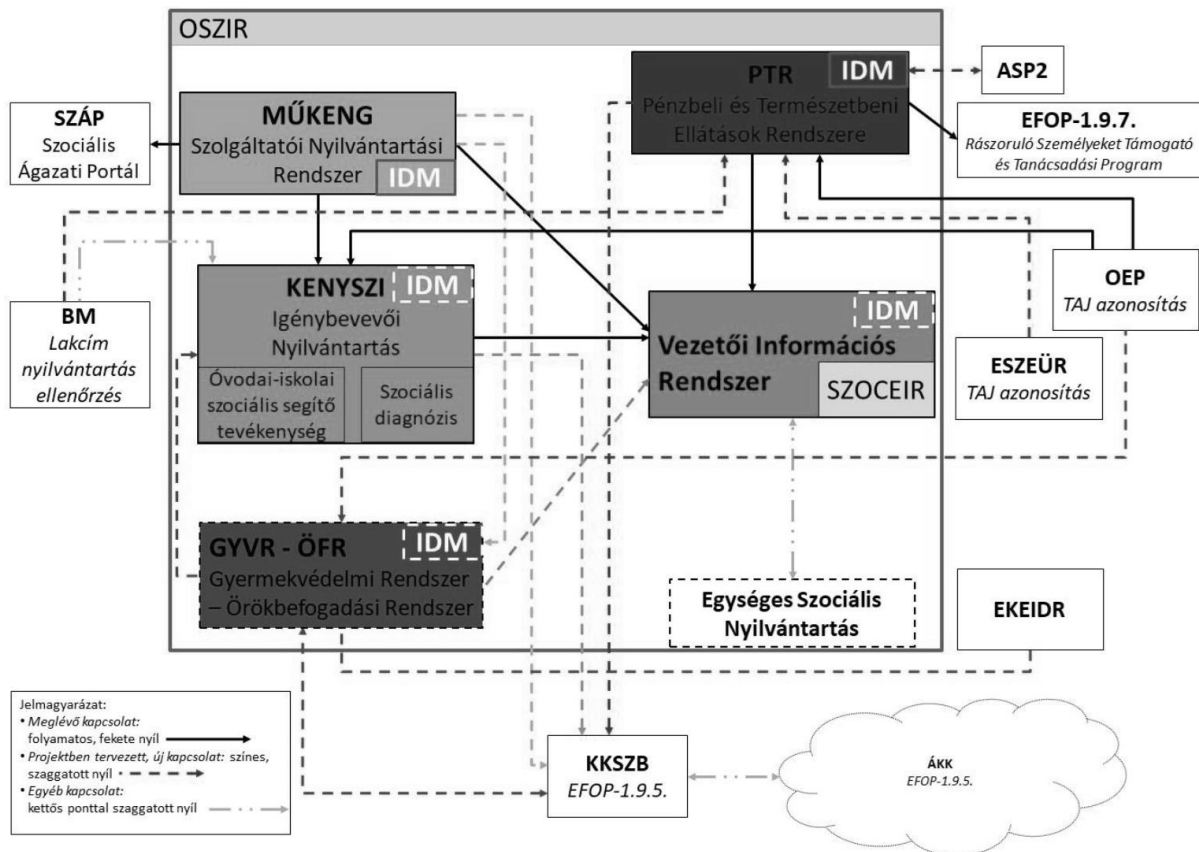 OSZIR
SZÁP
Szociális
Ágazati Portál
MŰKENG
Szolgáltatói Nyilvántartási
Rendszer
IDM
PTR
IDM
Pénzbeli és Természetbeni
Ellátások Rendszere
ASP2
EFOP-1.9.7.
Rászoruló Személyeket Támogató
és Tanácsadási Program
BM
Lakcím
nyilvántartás
ellenőrzés
KENYSZI
IDM
Igénybevevői
Nyilvántartás
Óvodai-iskolai
szociális segítő
tevékenység
Szociális
diagnózis
IDM
Vezetői Információs
Rendszer
SZOCEIR
OEP
TAJ azonosítás
ESZEÜR
TAJ azonosítás
GYVR - ÖFR
IDM
Gyermekvédelmi Rendszer
– Örökbefogadási Rendszer
Egységes Szociális
Nyilvántartás
EKEIDR
Jelmagyarázat:
• Meglévő kapcsolat:
folyamatos, fekete nyíl
• Projektben tervezett, új kapcsolat: színes,
szaggatott nyíl
• Egyéb kapcsolat:
kettős ponttal szaggatott nyíl
KKSZB
EFOP-1.9.5.
ÁKK
EFOP-1.9.5.